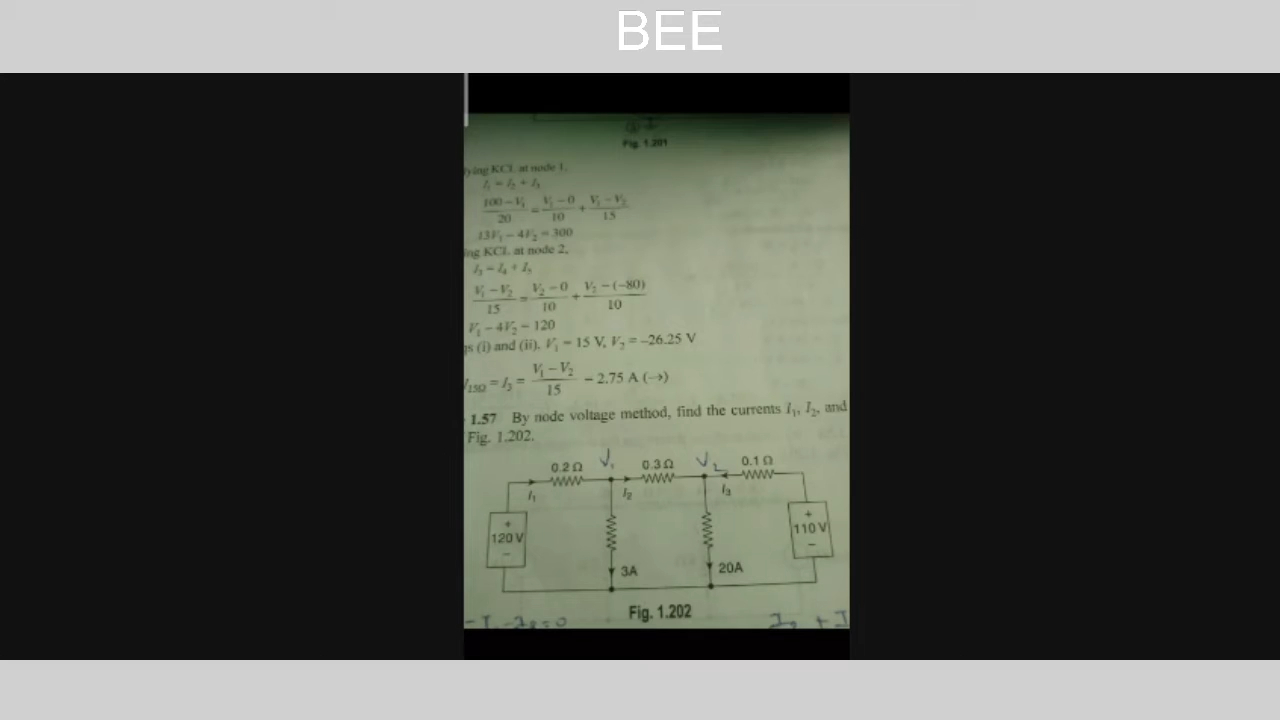 BEE
Fig. 1.201
lying KCL at node 1,
I₁ = I₂ + I₃
100 – V₁ / 20 = V₁ – 0 / 10 + V₁ – V₂ / 15
13V₁ – 4V₂ = 300
ing KCL at node 2,
I₃ = I₄ + I₅
V₁ – V₂ / 15 = V₂ – 0 / 10 + V₂ – (–80) / 10
V₁ – 4V₂ = 120
qs (i) and (ii), V₁ = 15 V, V₂ = –26.25 V
I₁₅Ω = I₃ = V₁ – V₂ / 15 = 2.75 A (→)
1.57 By node voltage method, find the currents I₁, I₂, and
Fig. 1.202.
V₁ V₂
0.2 Ω 0.3 Ω 0.1 Ω
I₁ I₂ I₃
+ +
120 V 110 V
– –
3A 20A
Fig. 1.202